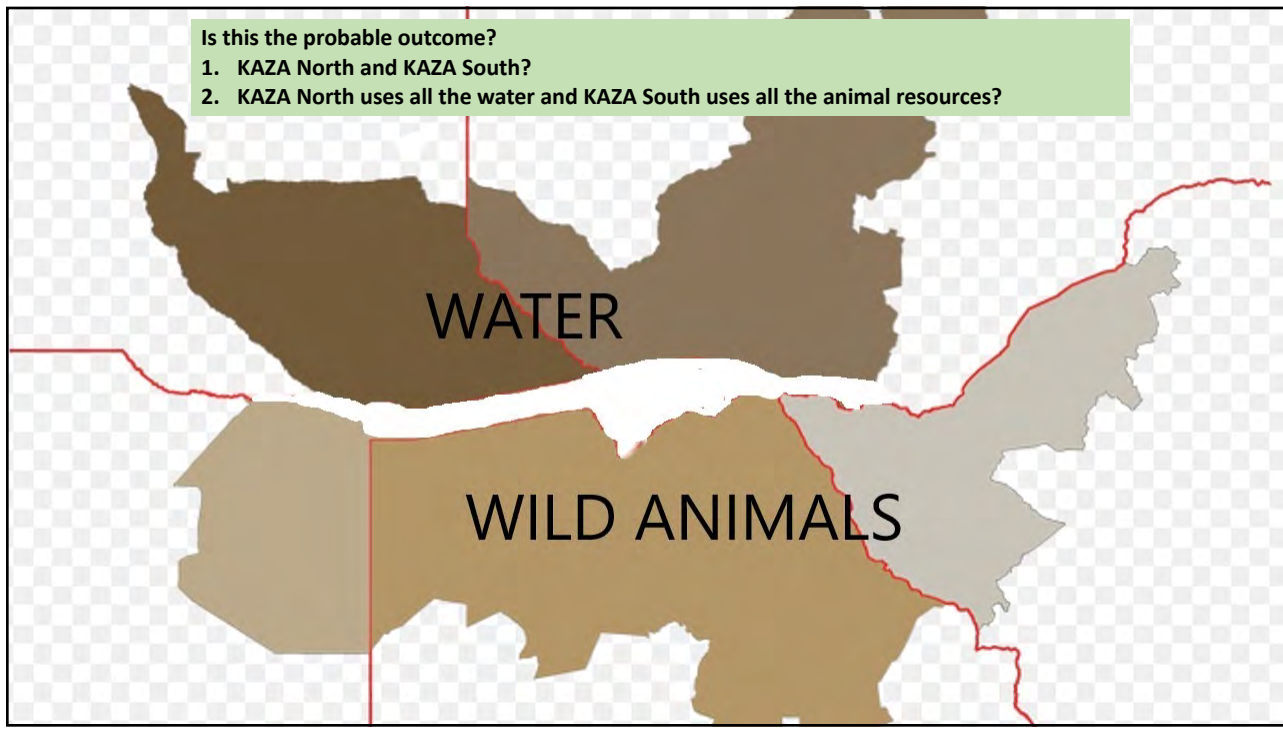 Is this the probable outcome?
1. KAZA North and KAZA South?
2. KAZA North uses all the water and KAZA South uses all the animal resources?
WATER
WILD ANIMALS